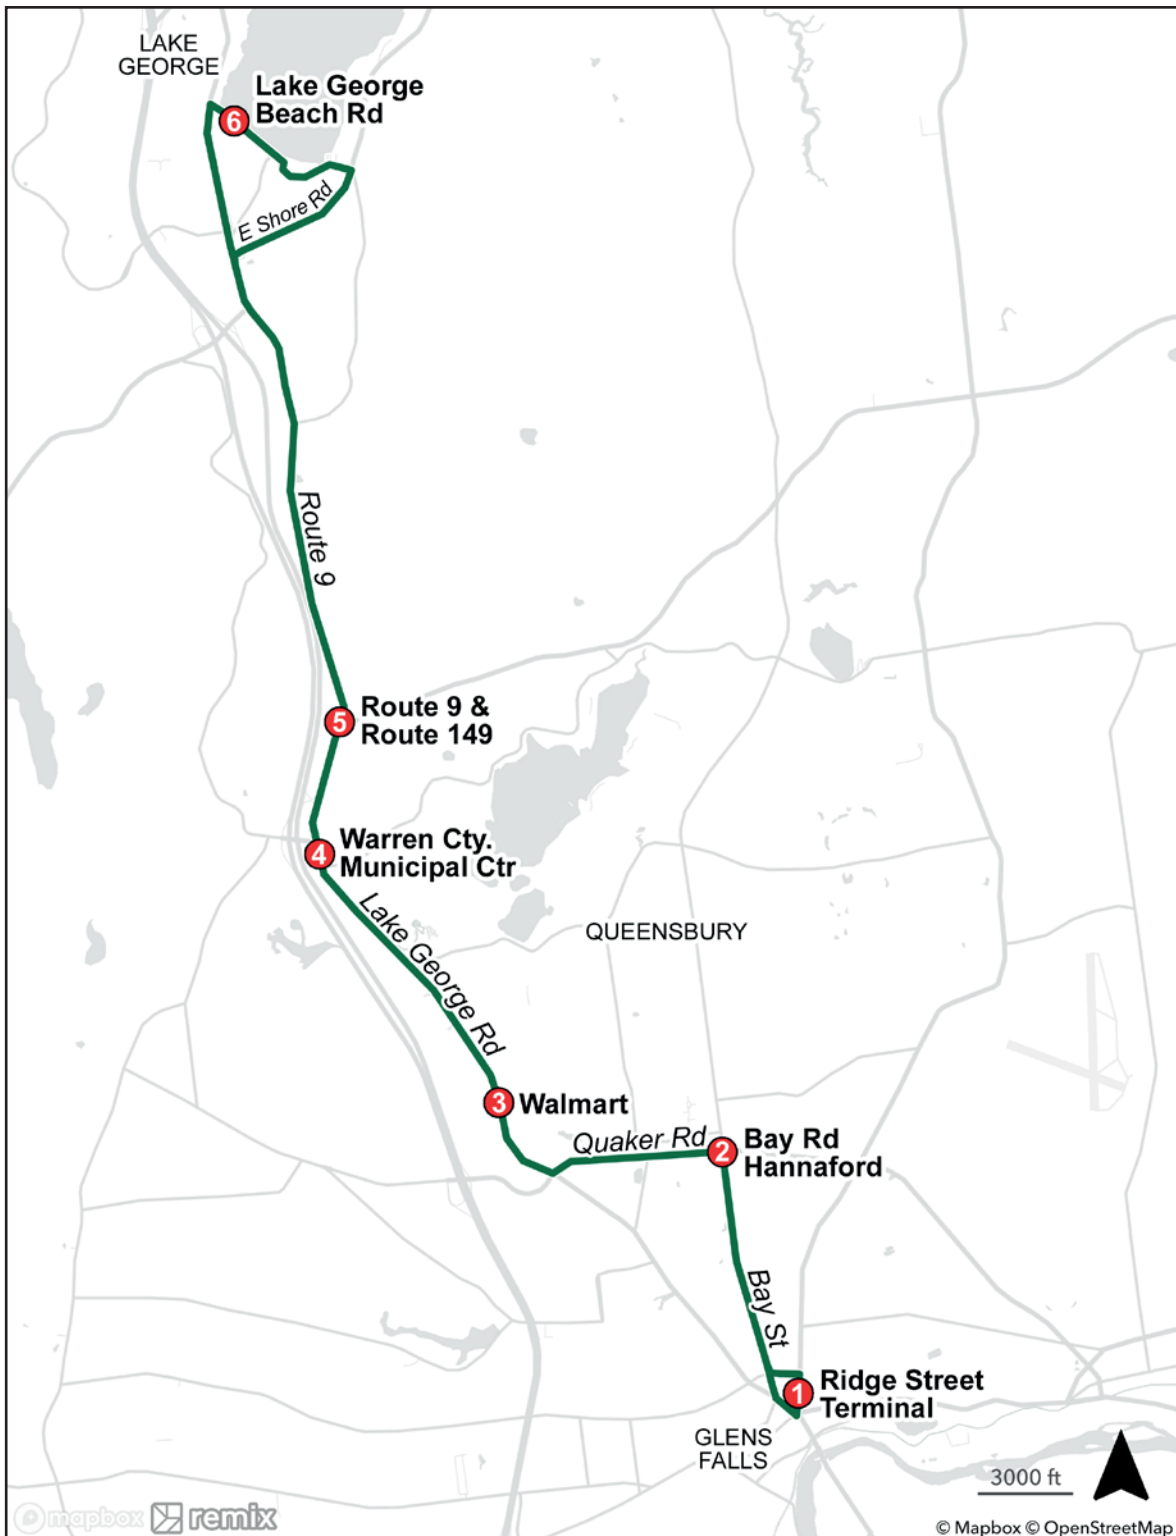 LAKE
GEORGE
6
Lake George
Beach Rd
E Shore Rd
Route 9
5
Route 9 &
Route 149
4
Warren Cty.
Municipal Ctr
Lake George Rd
QUEENSBURY
3
Walmart
Quaker Rd
2
Bay Rd
Hannaford
Bay St
1
Ridge Street
Terminal
GLENS
FALLS
3000 ft
mapbox
remix
© Mapbox © OpenStreetMap